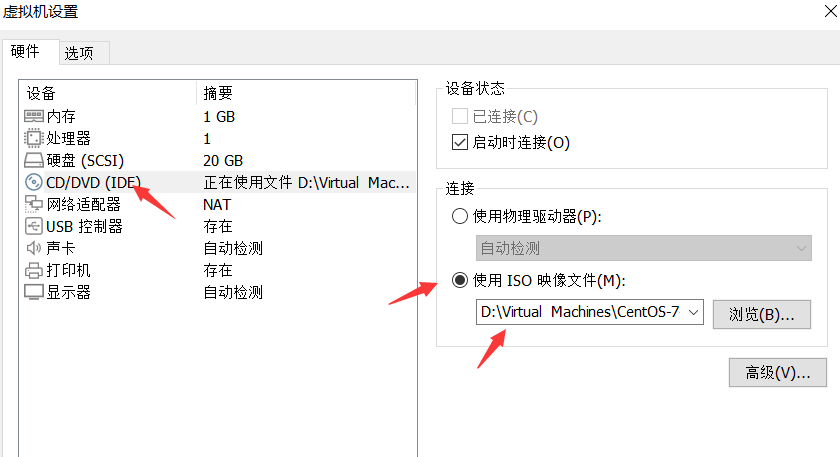 虚拟机设置
硬件 选项
设备 摘要
内存 1 GB
处理器 1
硬盘 (SCSI) 20 GB
CD/DVD (IDE) 正在使用文件 D:\Virtual Mac...
网络适配器 NAT
USB 控制器 存在
声卡 自动检测
打印机 存在
显示器 自动检测
设备状态
已连接(C)
启动时连接(O)
连接
使用物理驱动器(P):
自动检测
使用 ISO 映像文件(M):
D:\Virtual Machines\CentOS-7 浏览(B)...
高级(V)...